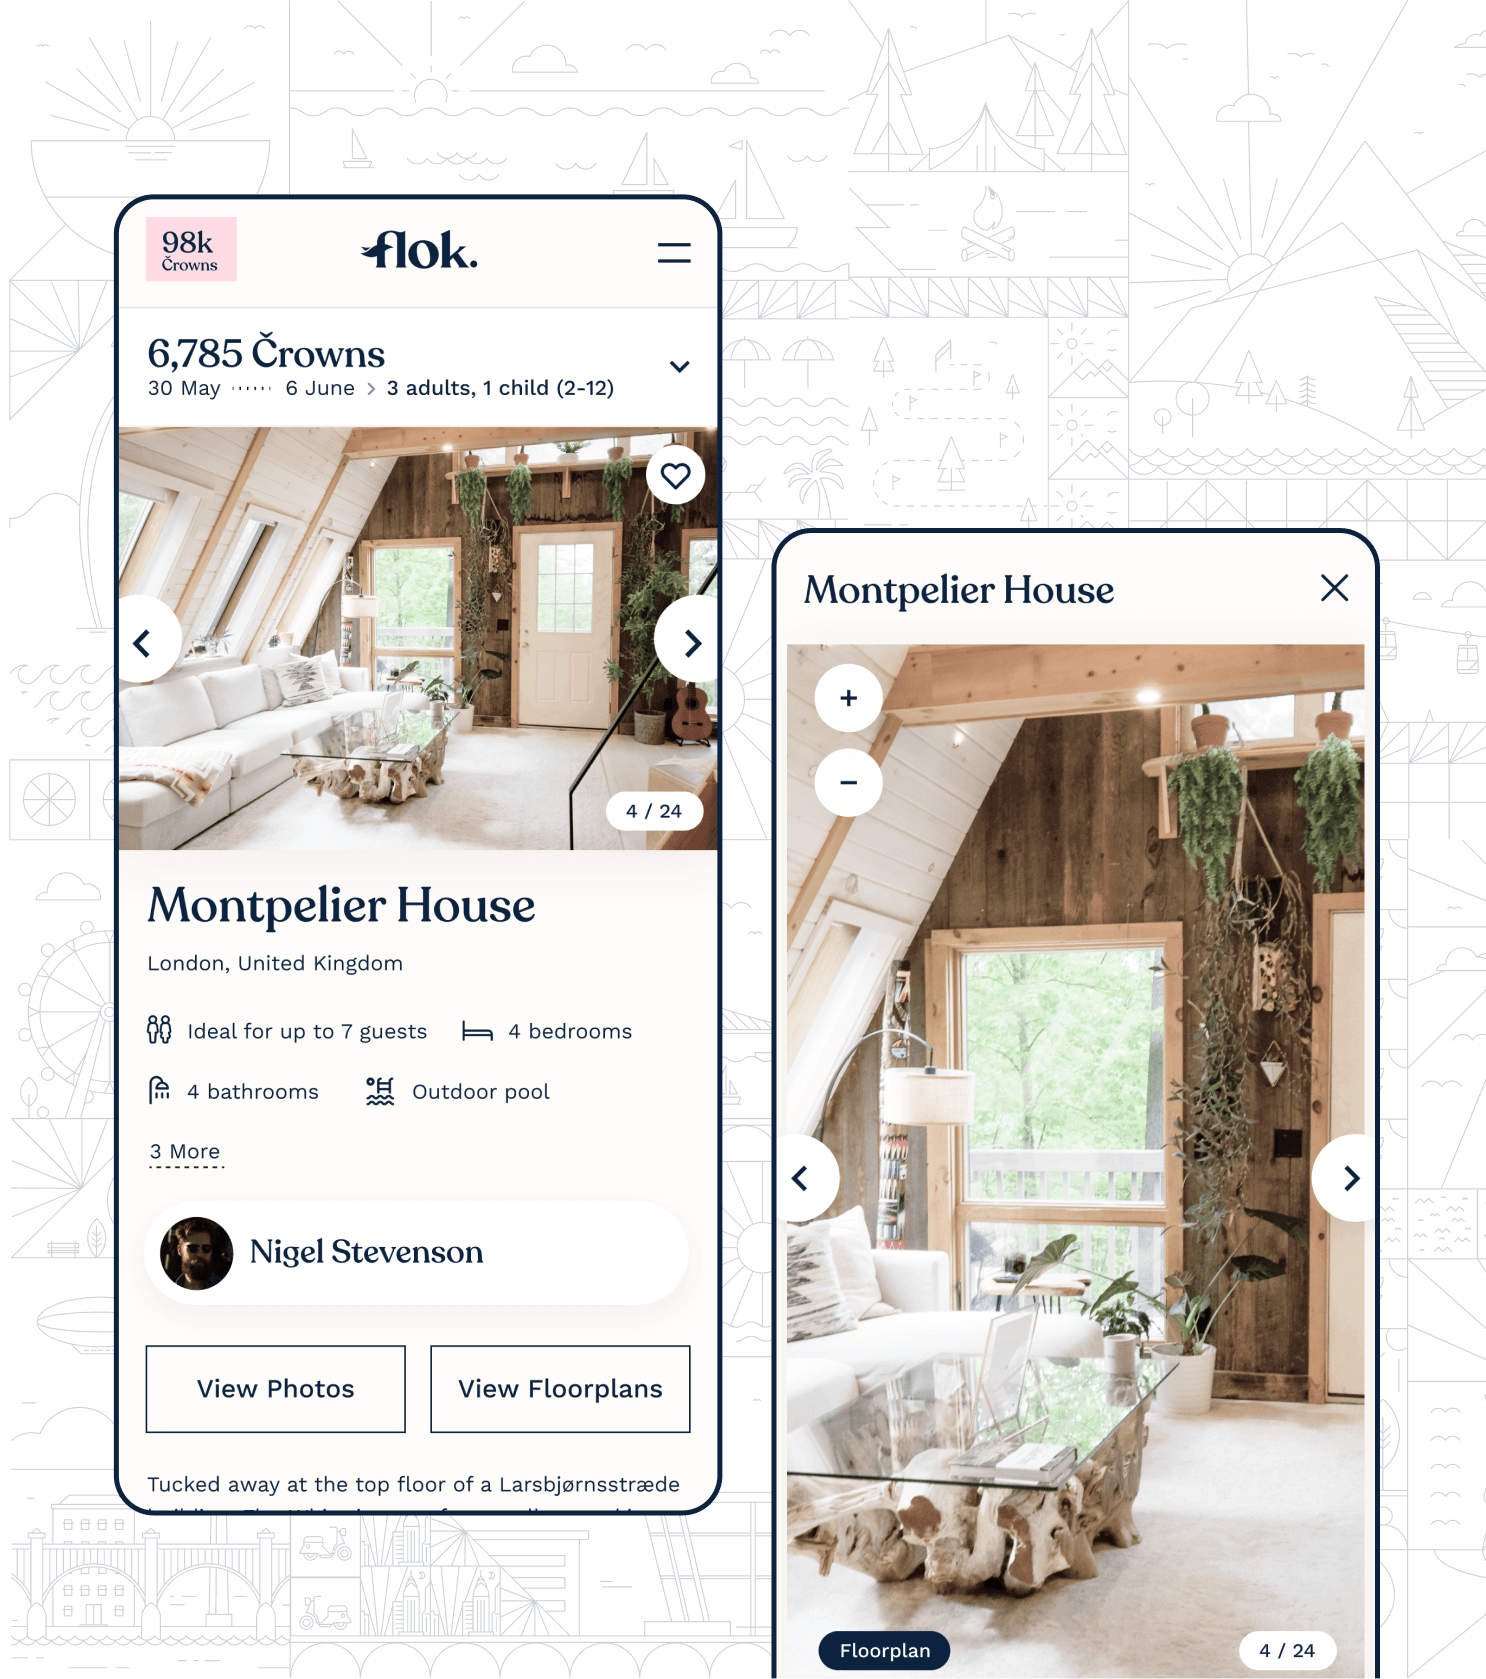 98k
Črowns
flok.
6,785 Črowns
30 May ······ 6 June > 3 adults, 1 child (2-12)
4 / 24
Montpelier House
London, United Kingdom
Ideal for up to 7 guests
4 bedrooms
4 bathrooms
Outdoor pool
3 More
Nigel Stevenson
View Photos
View Floorplans
Tucked away at the top floor of a Larsbjørnsstræde
Montpelier House
+
−
Floorplan
4 / 24